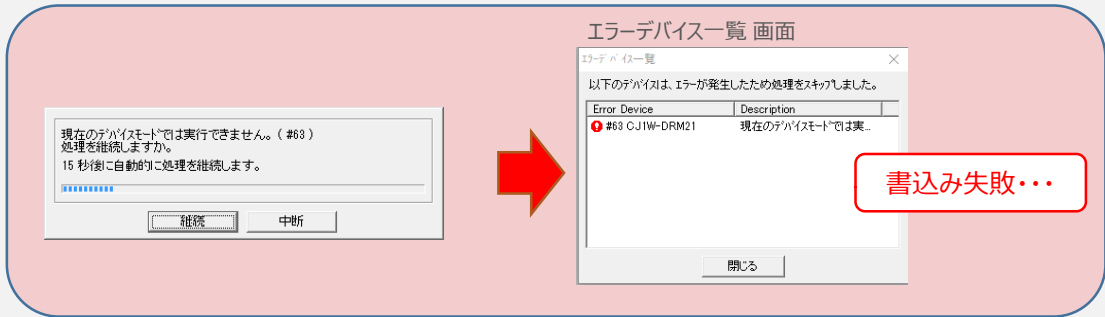 現在のデバイスモードでは実行できません。( #63 )
処理を継続しますか。
15 秒後に自動的に処理を継続します。
継続
中断
エラーデバイス一覧 画面
エラーデバイス一覧
以下のデバイスは、エラーが発生したため処理をスキップしました。
Error Device Description
#63 CJ1W-DRM21 現在のデバイスモードでは実...
書込み失敗・・・
閉じる